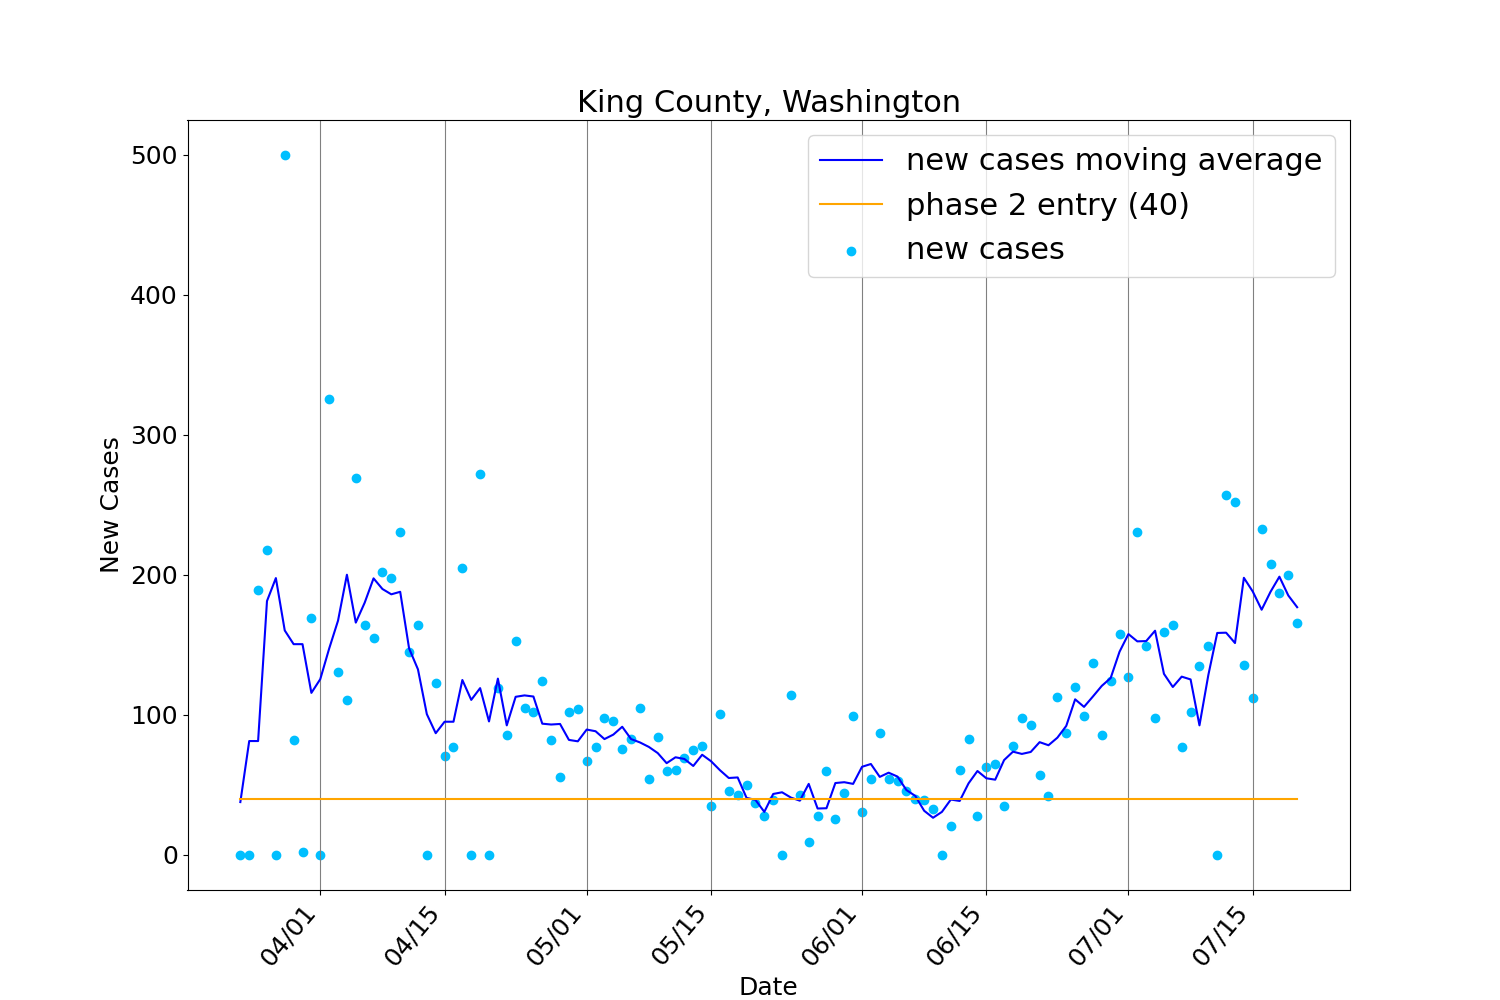 King County, Washington
new cases moving average
phase 2 entry (40)
new cases
500
400
300
200
100
0
New Cases
04/01
04/15
05/01
05/15
06/01
06/15
07/01
07/15
Date